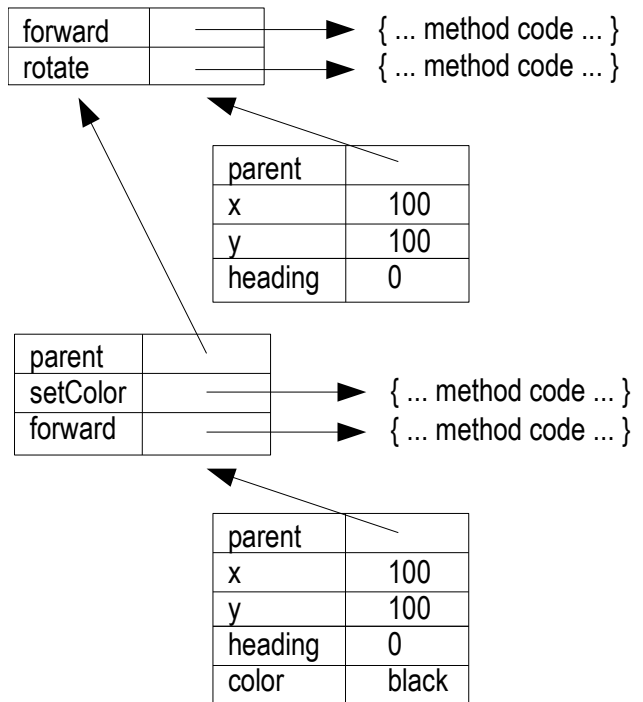 forward { ... method code ... }
rotate { ... method code ... }
parent
x 100
y 100
heading 0
parent
setColor { ... method code ... }
forward { ... method code ... }
parent
x 100
y 100
heading 0
color black